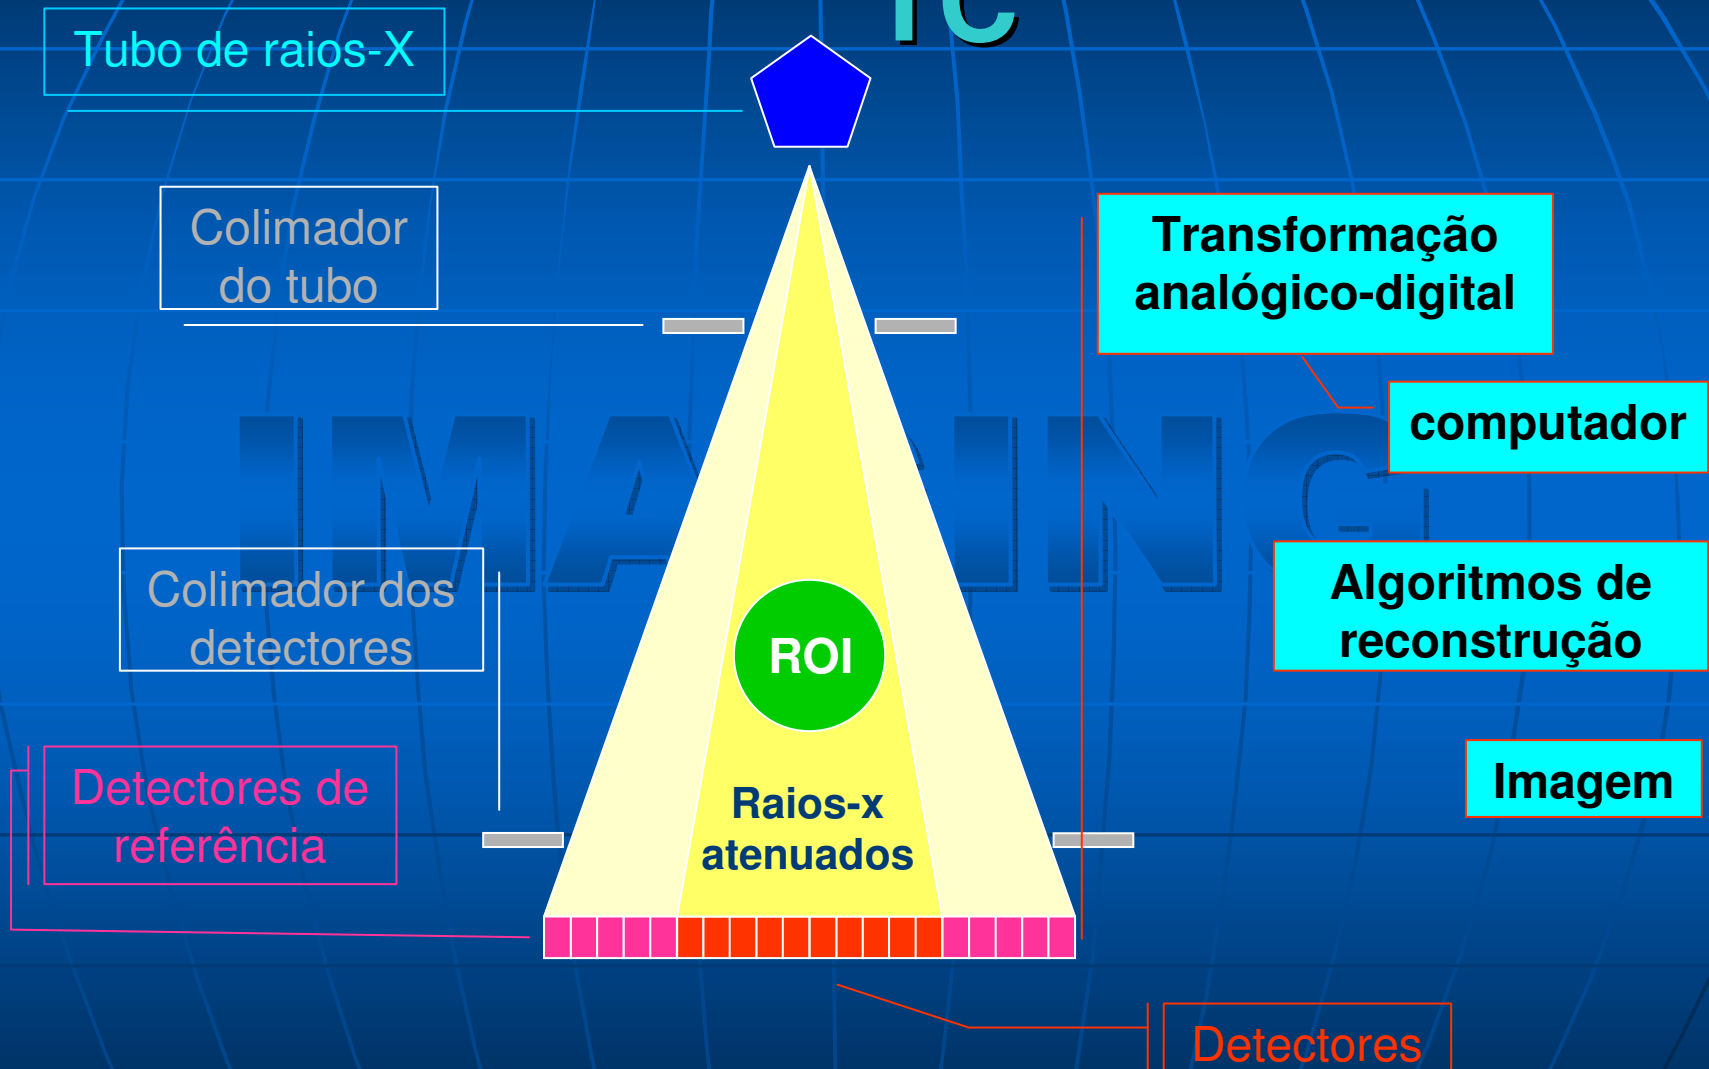 TC
Tubo de raios-X
Colimador
do tubo
Transformação
analógico-digital
computador
IMAGING
Colimador dos
detectores
Algoritmos de
reconstrução
ROI
Detectores de
referência
Imagem
Raios-x
atenuados
Detectores